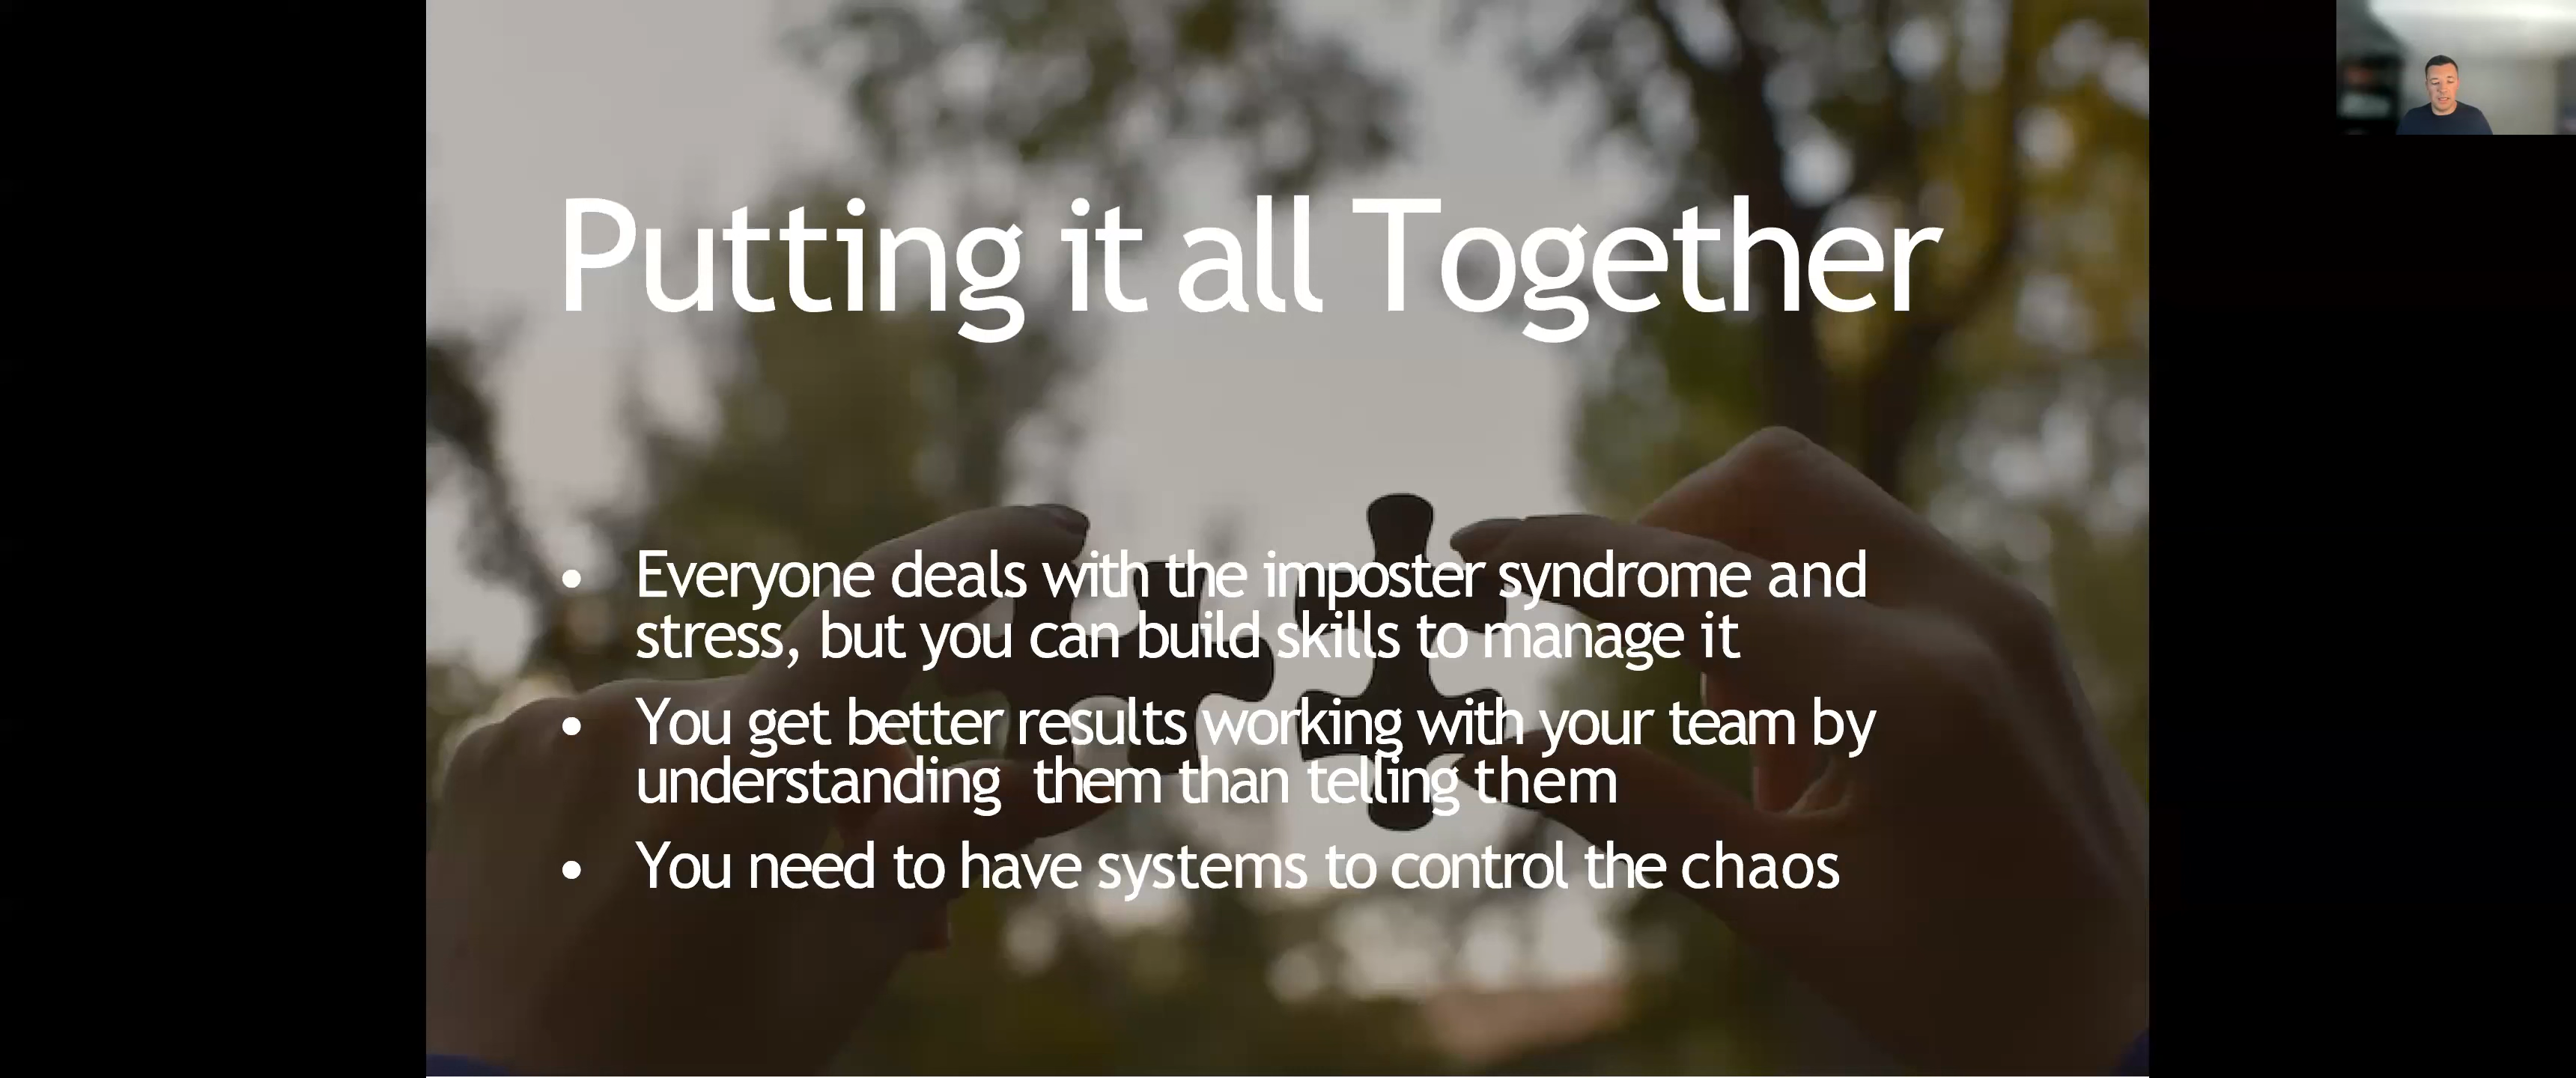 Putting it all Together
• Everyone deals with the imposter syndrome and
stress, but you can build skills to manage it
• You get better results working with your team by
understanding  them than telling them
• You need to have systems to control the chaos